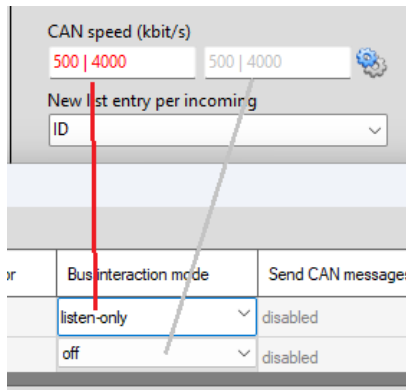 CAN speed (kbit/s)
500 | 4000 500 | 4000
New list entry per incoming
ID
or Bus interaction mode Send CAN messages
listen-only disabled
off disabled